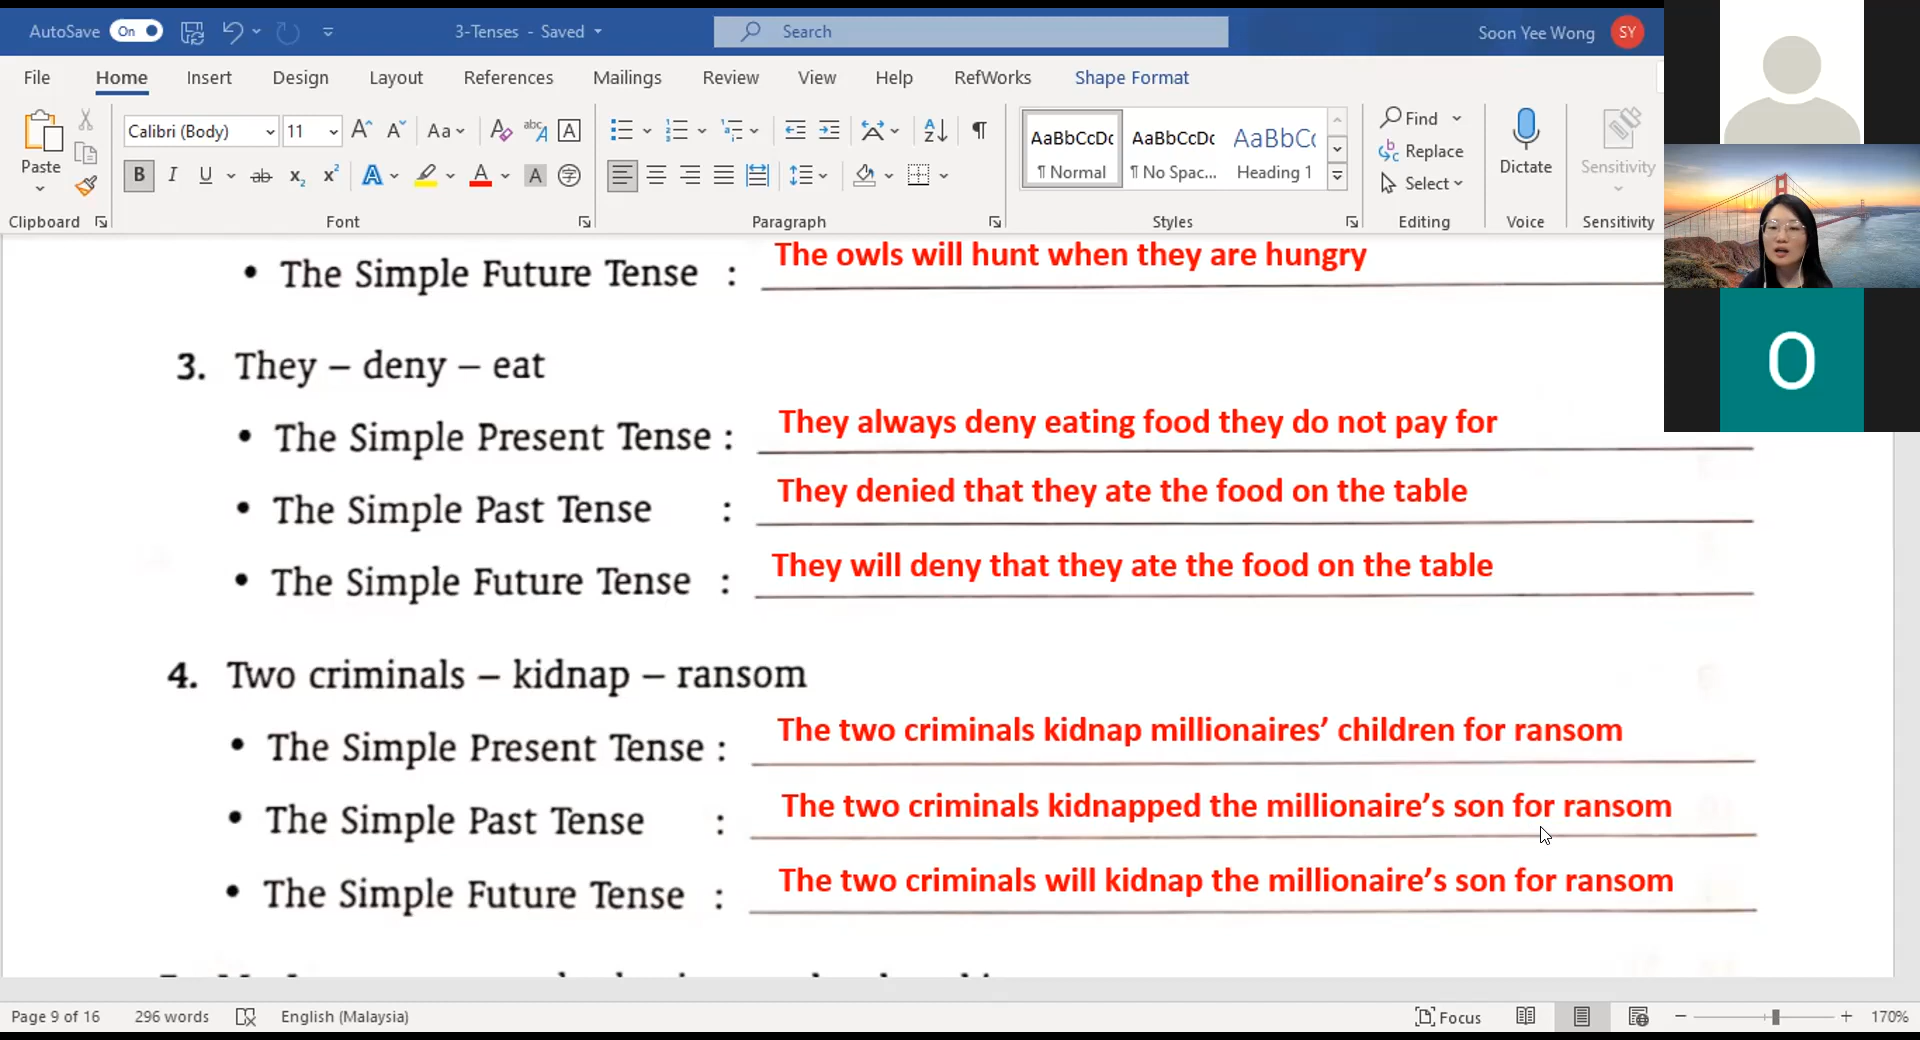 AutoSave On 3-Tenses - Saved Search Soon Yee Wong SY
File Home Insert Design Layout References Mailings Review View Help RefWorks Shape Format
Calibri (Body) 11 Aa AaBbCcDc AaBbCcDc AaBbCc Find
Paste B I U ab x₂ x² A A A ¶ Normal ¶ No Spac... Heading 1 Replace Select Dictate Sensitivity
Clipboard Font Paragraph Styles Editing Voice Sensitivity
• The Simple Future Tense : The owls will hunt when they are hungry
3. They – deny – eat
• The Simple Present Tense : They always deny eating food they do not pay for
• The Simple Past Tense : They denied that they ate the food on the table
• The Simple Future Tense : They will deny that they ate the food on the table
4. Two criminals – kidnap – ransom
• The Simple Present Tense : The two criminals kidnap millionaires’ children for ransom
• The Simple Past Tense : The two criminals kidnapped the millionaire’s son for ransom
• The Simple Future Tense : The two criminals will kidnap the millionaire’s son for ransom
Page 9 of 16 296 words English (Malaysia) Focus 170%
O